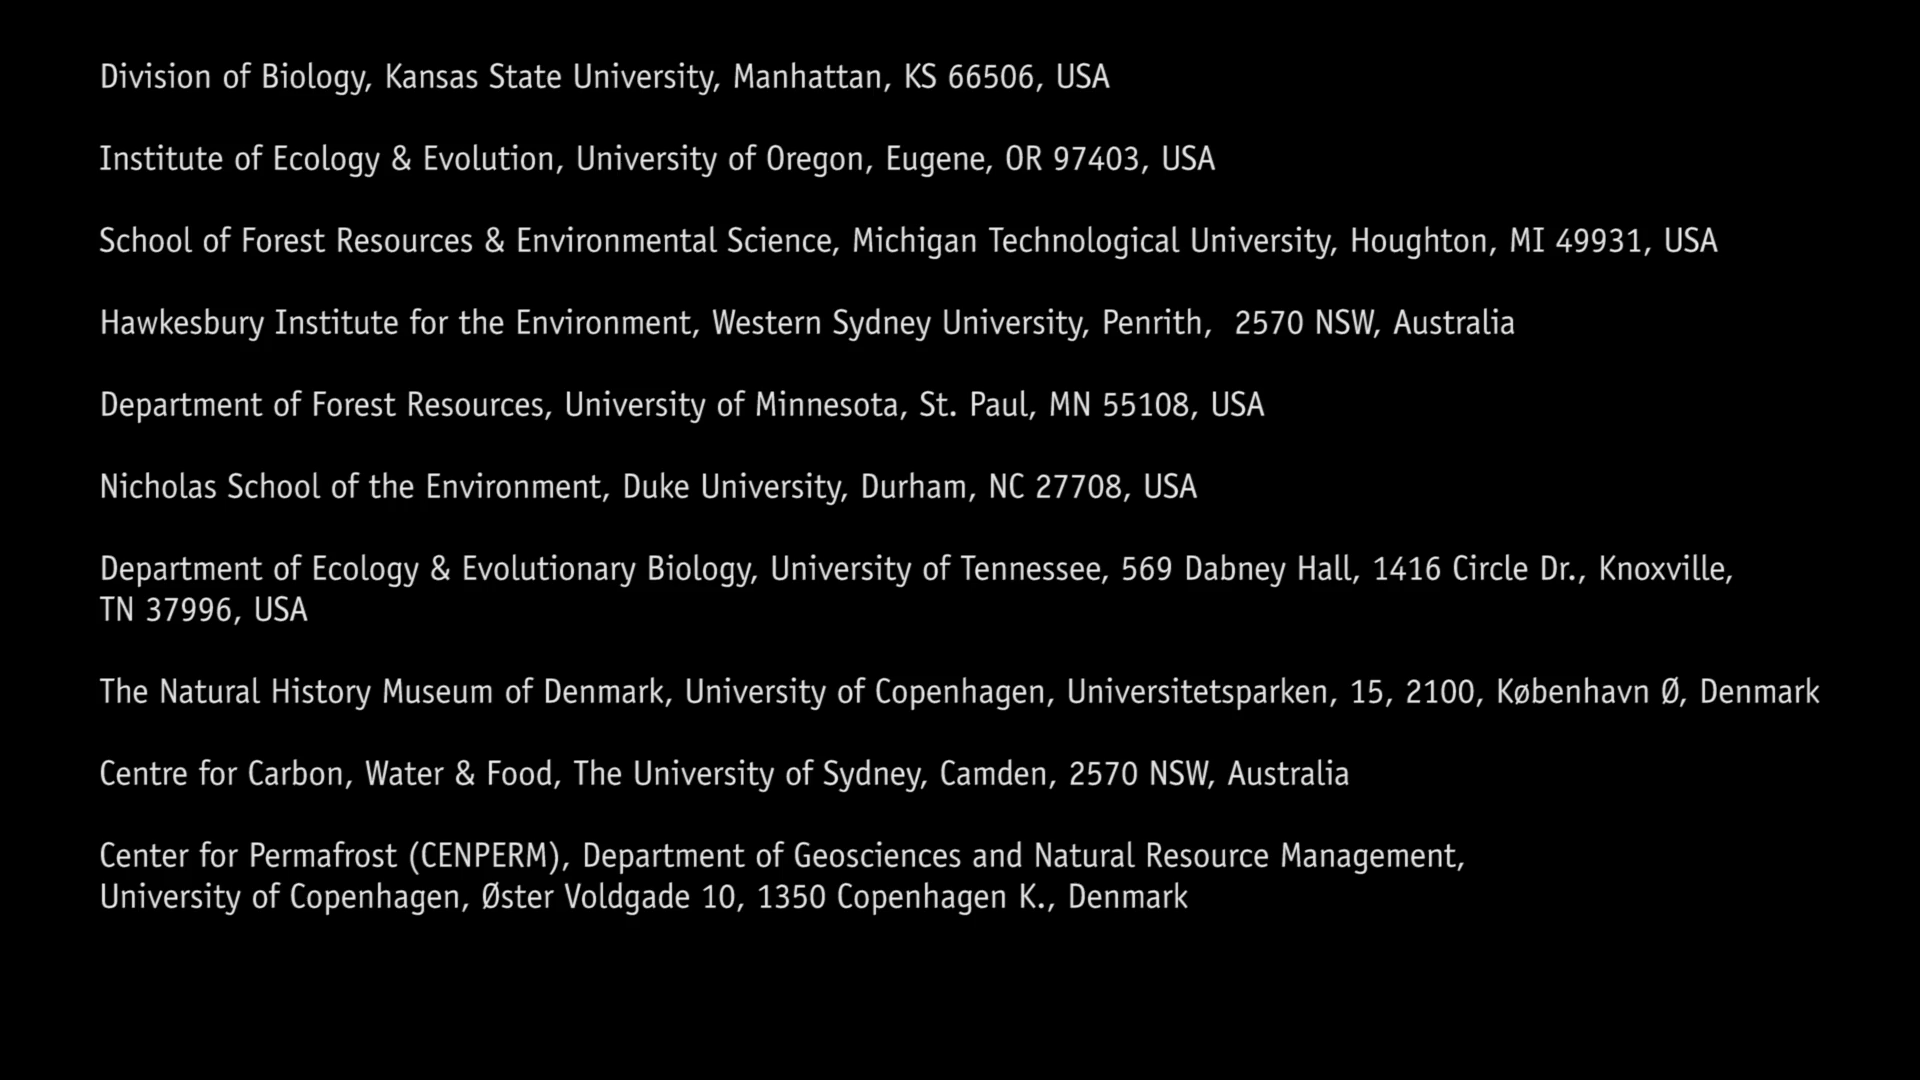 Division of Biology, Kansas State University, Manhattan, KS 66506, USA
Institute of Ecology & Evolution, University of Oregon, Eugene, OR 97403, USA
School of Forest Resources & Environmental Science, Michigan Technological University, Houghton, MI 49931, USA
Hawkesbury Institute for the Environment, Western Sydney University, Penrith,  2570 NSW, Australia
Department of Forest Resources, University of Minnesota, St. Paul, MN 55108, USA
Nicholas School of the Environment, Duke University, Durham, NC 27708, USA
Department of Ecology & Evolutionary Biology, University of Tennessee, 569 Dabney Hall, 1416 Circle Dr., Knoxville,
TN 37996, USA
The Natural History Museum of Denmark, University of Copenhagen, Universitetsparken, 15, 2100, København Ø, Denmark
Centre for Carbon, Water & Food, The University of Sydney, Camden, 2570 NSW, Australia
Center for Permafrost (CENPERM), Department of Geosciences and Natural Resource Management,
University of Copenhagen, Øster Voldgade 10, 1350 Copenhagen K., Denmark